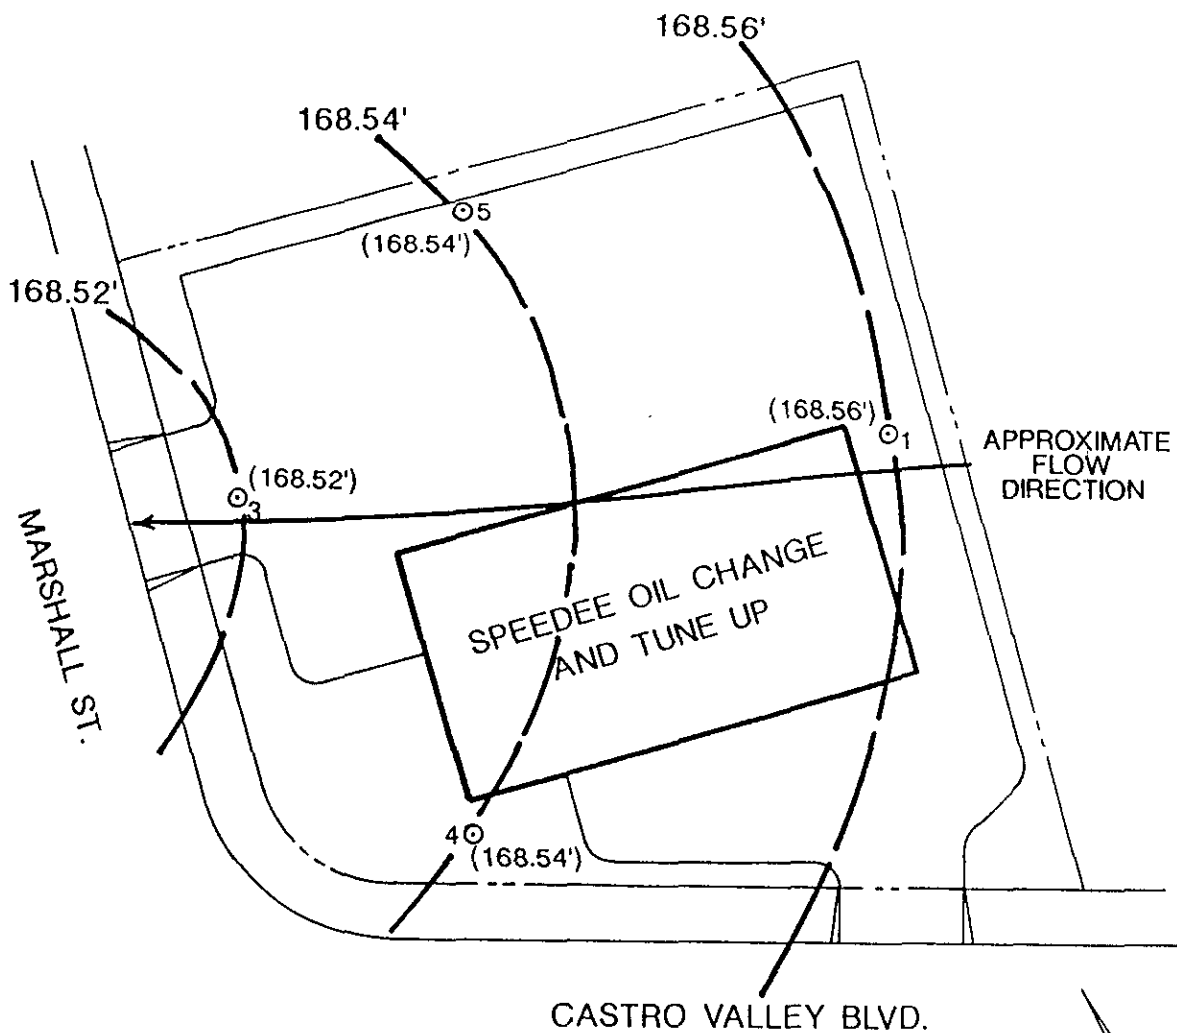 168.56'
168.54'
5
(168.54')
168.52'
(168.56')
1
APPROXIMATE
FLOW
DIRECTION
(168.52')
3
MARSHALL ST.
SPEEDEE OIL CHANGE
AND TUNE UP
4
(168.54')
CASTRO VALLEY BLVD.